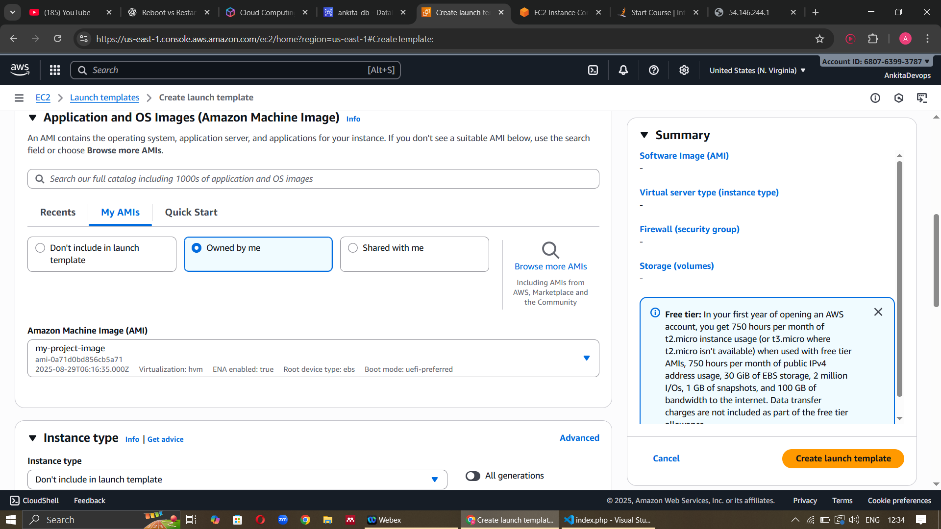 (185) YouTube
Reboot vs Restar
Cloud Computin
ankita_db - Data
Create launch te
EC2 Instance Co
Start Course | In
54.146.244.1
https://us-east-1.console.aws.amazon.com/ec2/home?region=us-east-1#CreateTemplate:
A
aws
Search
[Alt+S]
United States (N. Virginia)
Account ID: 6807-6399-3787
AnkitaDevops
EC2
Launch templates
Create launch template
Application and OS Images (Amazon Machine Image) Info
An AMI contains the operating system, application server, and applications for your instance. If you don't see a suitable AMI below, use the search
field or choose Browse more AMIs.
Search our full catalog including 1000s of application and OS images
Recents
My AMIs
Quick Start
Don't include in launch
template
Owned by me
Shared with me
Browse more AMIs
Including AMIs from
AWS, Marketplace and
the Community
Amazon Machine Image (AMI)
my-project-image
ami-0a71d0bd856cb5a71
2025-08-29T06:16:35.000Z Virtualization: hvm ENA enabled: true Root device type: ebs Boot mode: uefi-preferred
Instance type Info | Get advice
Advanced
Instance type
Don't include in launch template
All generations
Summary
Software Image (AMI)
-
Virtual server type (instance type)
-
Firewall (security group)
-
Storage (volumes)
-
Free tier: In your first year of opening an AWS
account, you get 750 hours per month of
t2.micro instance usage (or t3.micro where
t2.micro isn't available) when used with free tier
AMIs, 750 hours per month of public IPv4
address usage, 30 GiB of EBS storage, 2 million
I/Os, 1 GB of snapshots, and 100 GB of
bandwidth to the internet. Data transfer
charges are not included as part of the free tier
Cancel
Create launch template
CloudShell
Feedback
© 2025, Amazon Web Services, Inc. or its affiliates.
Privacy
Terms
Cookie preferences
Search
Webex
Create launch templat...
index.php - Visual Stu...
ENG
12:34